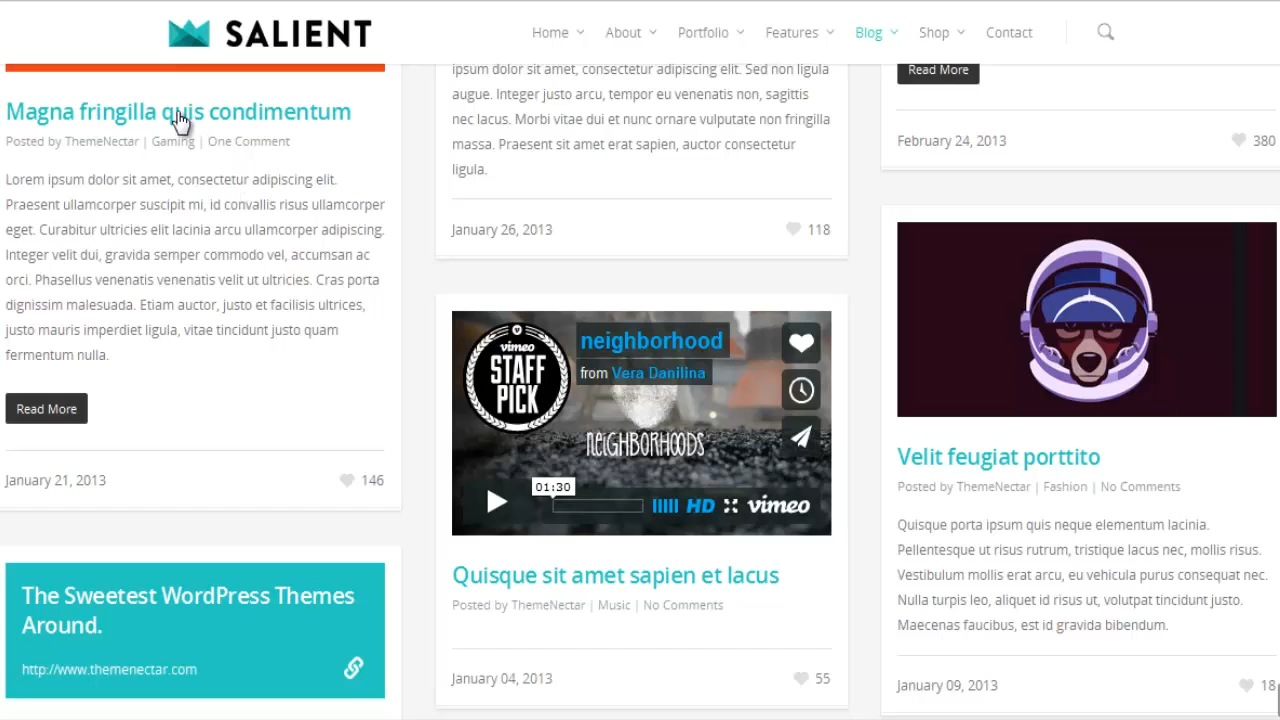 SALIENT
Home
About
Portfolio
Features
Blog
Shop
Contact
Magna fringilla quis condimentum
Posted by ThemeNectar | Gaming | One Comment
Lorem ipsum dolor sit amet, consectetur adipiscing elit.
Praesent ullamcorper suscipit mi, id convallis risus ullamcorper
eget. Curabitur ultricies elit lacinia arcu ullamcorper adipiscing.
Integer velit dui, gravida semper commodo vel, accumsan ac
orci. Phasellus venenatis venenatis velit ut ultricies. Cras porta
dignissim malesuada. Etiam auctor, justo et facilisis ultrices,
justo mauris imperdiet ligula, vitae tincidunt justo quam
fermentum nulla.
Read More
January 21, 2013
146
The Sweetest WordPress Themes
Around.
http://www.themenectar.com
ipsum dolor sit amet, consectetur adipiscing elit. Sed non ligula
augue. Integer justo arcu, tempor eu venenatis non, sagittis
nec lacus. Morbi vitae dui et nunc ornare vulputate non fringilla
massa. Praesent sit amet erat sapien, auctor consectetur
ligula.
January 26, 2013
118
vimeo
STAFF
PICK
neighborhood
from Vera Danilina
NEIGHBORHOODS
01:30
HD
vimeo
Quisque sit amet sapien et lacus
Posted by ThemeNectar | Music | No Comments
January 04, 2013
55
Read More
February 24, 2013
380
Velit feugiat porttito
Posted by ThemeNectar | Fashion | No Comments
Quisque porta ipsum quis neque elementum lacinia.
Pellentesque ut risus rutrum, tristique lacus nec, mollis risus.
Vestibulum mollis erat arcu, eu vehicula purus consequat nec.
Nulla turpis leo, aliquet id risus ut, volutpat tincidunt justo.
Maecenas faucibus, est id gravida bibendum.
January 09, 2013
18